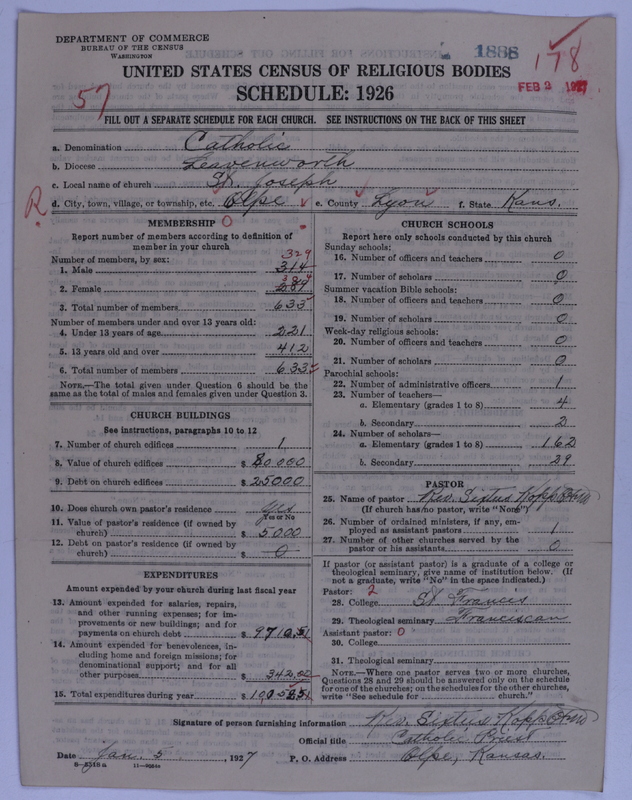 DEPARTMENT OF COMMERCE
BUREAU OF THE CENSUS
WASHINGTON
1888
178
FEB 2 1927
UNITED STATES CENSUS OF RELIGIOUS BODIES
57
SCHEDULE: 1926
FILL OUT A SEPARATE SCHEDULE FOR EACH CHURCH. SEE INSTRUCTIONS ON THE BACK OF THIS SHEET
a. Denomination Catholic
b. Diocese Leavenworth
c. Local name of church St. Joseph
R
d. City, town, village, or township, etc. Olpe e. County Lyon f. State Kans.
MEMBERSHIP 0
Report number of members according to definition of
member in your church
Number of members, by sex:
329
1. Male 314
2. Female
3. Total number of members 633
Number of members under and over 13 years old:
4. Under 13 years of age 221
5. 13 years old and over 412
6. Total number of members 633
NOTE.—The total given under Question 6 should be
same as the total of males and females given under Question 3.
CHURCH BUILDINGS
See instructions, paragraphs 10 to 12
7. Number of church edifices 1
8. Value of church edifices $ 80000
9. Debt on church edifices $ 25000
10. Does church own pastor's residence Yes
Yes or No
11. Value of pastor's residence (if owned by
church) $ 5000
12. Debt on pastor's residence (if owned by
church) $ 0
EXPENDITURES
Amount expended by your church during last fiscal year
13. Amount expended for salaries, repairs,
and other running expenses; for im-
provements or new buildings; and for
payments on church debt $ 9713.51
14. Amount expended for benevolences, in-
cluding home and foreign missions; for
denominational support; and for all
other purposes 342.00
15. Total expenditures during year $
CHURCH SCHOOLS
Report here only schools conducted by this church
Sunday schools:
16. Number of officers and teachers 0
17. Number of scholars 0
Summer vacation Bible schools:
18. Number of officers and teachers 0
19. Number of scholars 0
Week-day religious schools:
20. Number of officers and teachers 0
21. Number of scholars 0
Parochial schools:
22. Number of administrative officers 1
23. Number of teachers—
a. Elementary (grades 1 to 8) 4
b. Secondary 2
24. Number of scholars—
a. Elementary (grades 1 to 8) 162
b. Secondary 29
PASTOR
25. Name of pastor Rev. Sixtus Kopp O.F.M.
(If church has no pastor, write "None")
26. Number of ordained ministers, if any, em-
ployed as assistant pastors 1
27. Number of other churches served by the
pastor or his assistants 0
If pastor (or assistant pastor) is a graduate of a college or
theological seminary, give name of institution below. (If
not a graduate, write "No" in the space indicated.)
Pastor: 2
28. College St. Francis
29. Theological seminary Franciscan
Assistant pastor: 0
30. College
31. Theological seminary
NOTE.—Where one pastor serves two or more churches,
Questions 28 and 29 should be answered only on the schedule
for one of the churches; on the schedules for the other churches,
write "See schedule for church."
Signature of person furnishing information Rev. Sixtus Kopp O.F.M.
Official title Catholic Priest
Date Jan. 5, 1927 P. O. Address Olpe, Kansas.